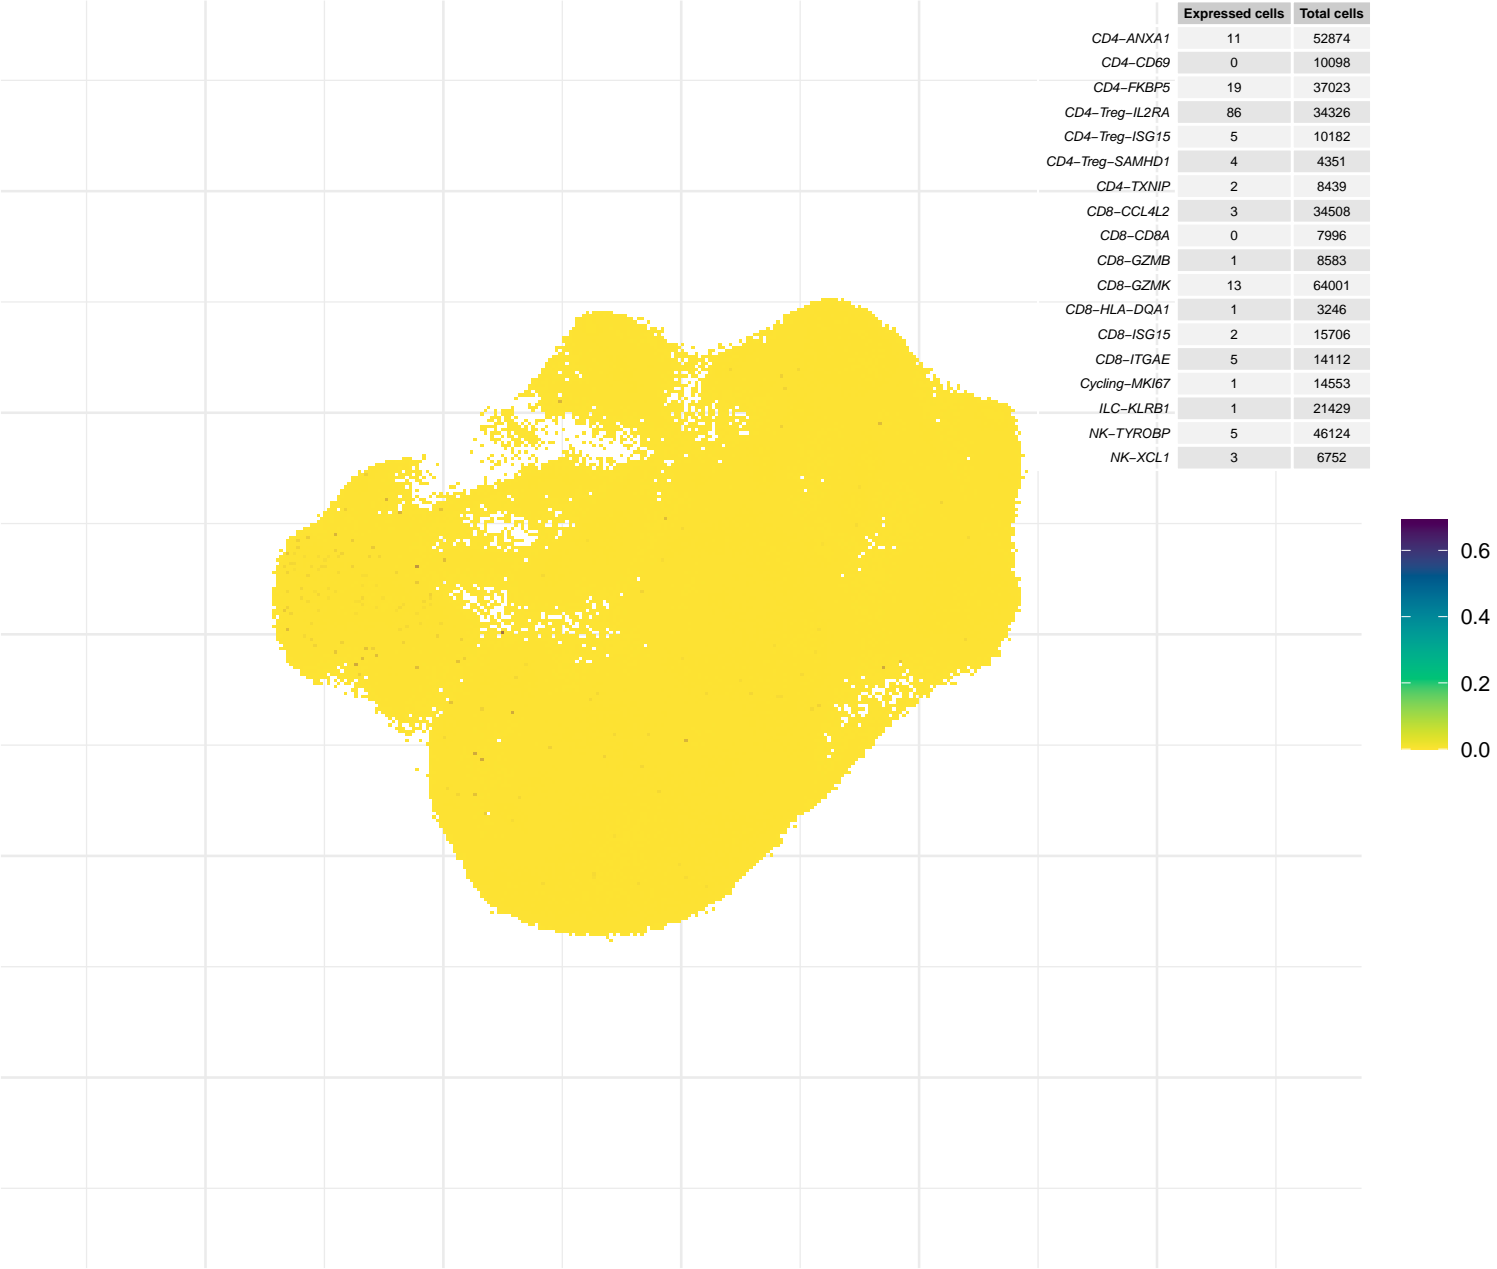 Expressed cells Total cells
CD4−ANXA1 11 52874
CD4−CD69 0 10098
CD4−FKBP5 19 37023
CD4−Treg−IL2RA 86 34326
CD4−Treg−ISG15 5 10182
CD4−Treg−SAMHD1 4 4351
CD4−TXNIP 2 8439
CD8−CCL4L2 3 34508
CD8−CD8A 0 7996
CD8−GZMB 1 8583
CD8−GZMK 13 64001
CD8−HLA−DQA1 1 3246
CD8−ISG15 2 15706
CD8−ITGAE 5 14112
Cycling−MKI67 1 14553
ILC−KLRB1 1 21429
NK−TYROBP 5 46124
NK−XCL1 3 6752
0.6
0.4
0.2
0.0